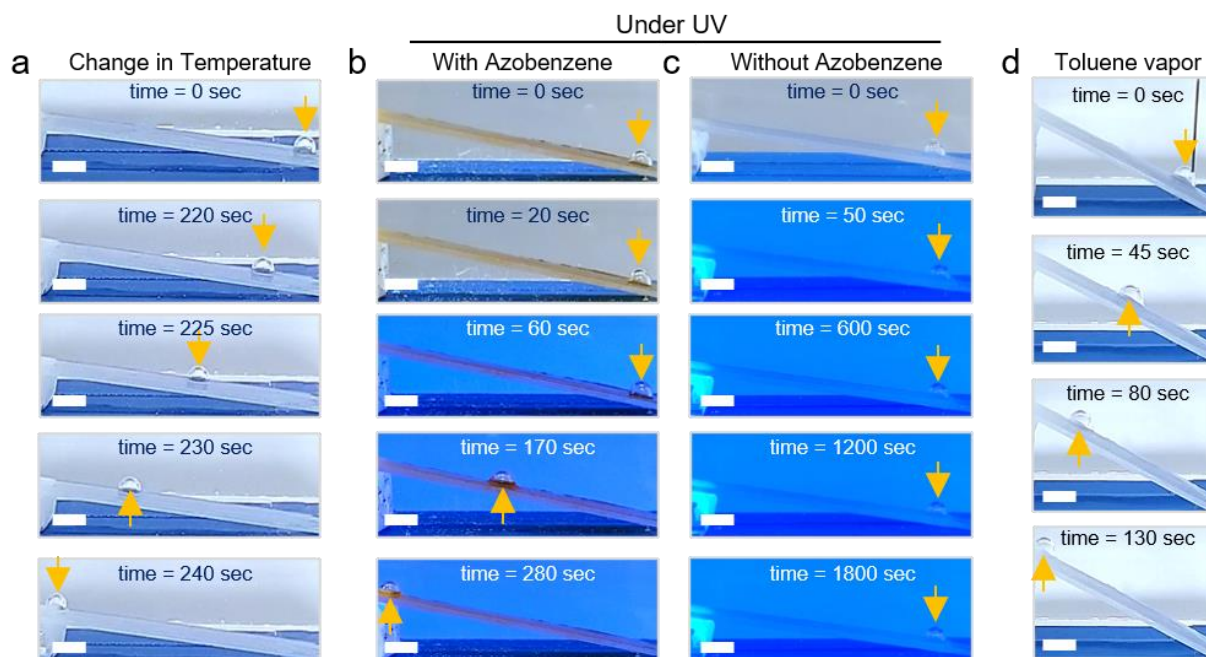 Under UV
a
Change in Temperature
time = 0 sec
time = 220 sec
time = 225 sec
time = 230 sec
time = 240 sec
b
With Azobenzene
time = 0 sec
time = 20 sec
time = 60 sec
time = 170 sec
time = 280 sec
c
Without Azobenzene
time = 0 sec
time = 50 sec
time = 600 sec
time = 1200 sec
time = 1800 sec
d
Toluene vapor
time = 0 sec
time = 45 sec
time = 80 sec
time = 130 sec